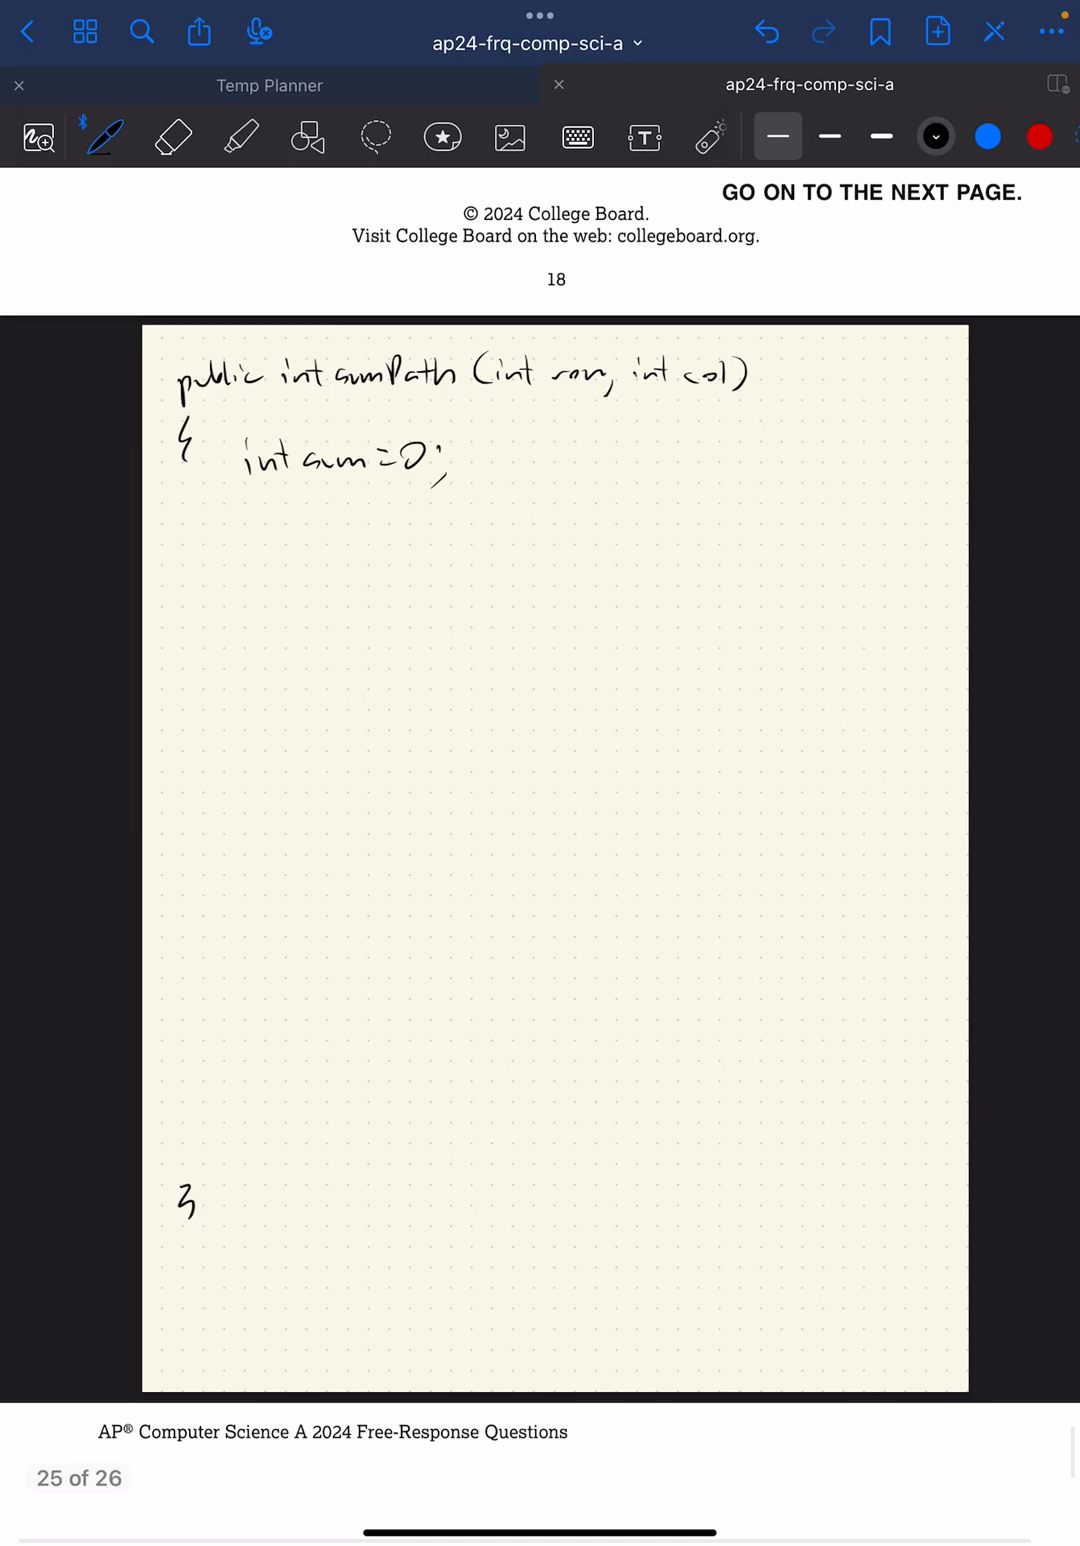 ap24-frq-comp-sci-a
Temp Planner
ap24-frq-comp-sci-a
T
GO ON TO THE NEXT PAGE.
© 2024 College Board.
Visit College Board on the web: collegeboard.org.
18
public int sumPath (int row, int col)
{
int sum = 0;
}
AP® Computer Science A 2024 Free-Response Questions
25 of 26